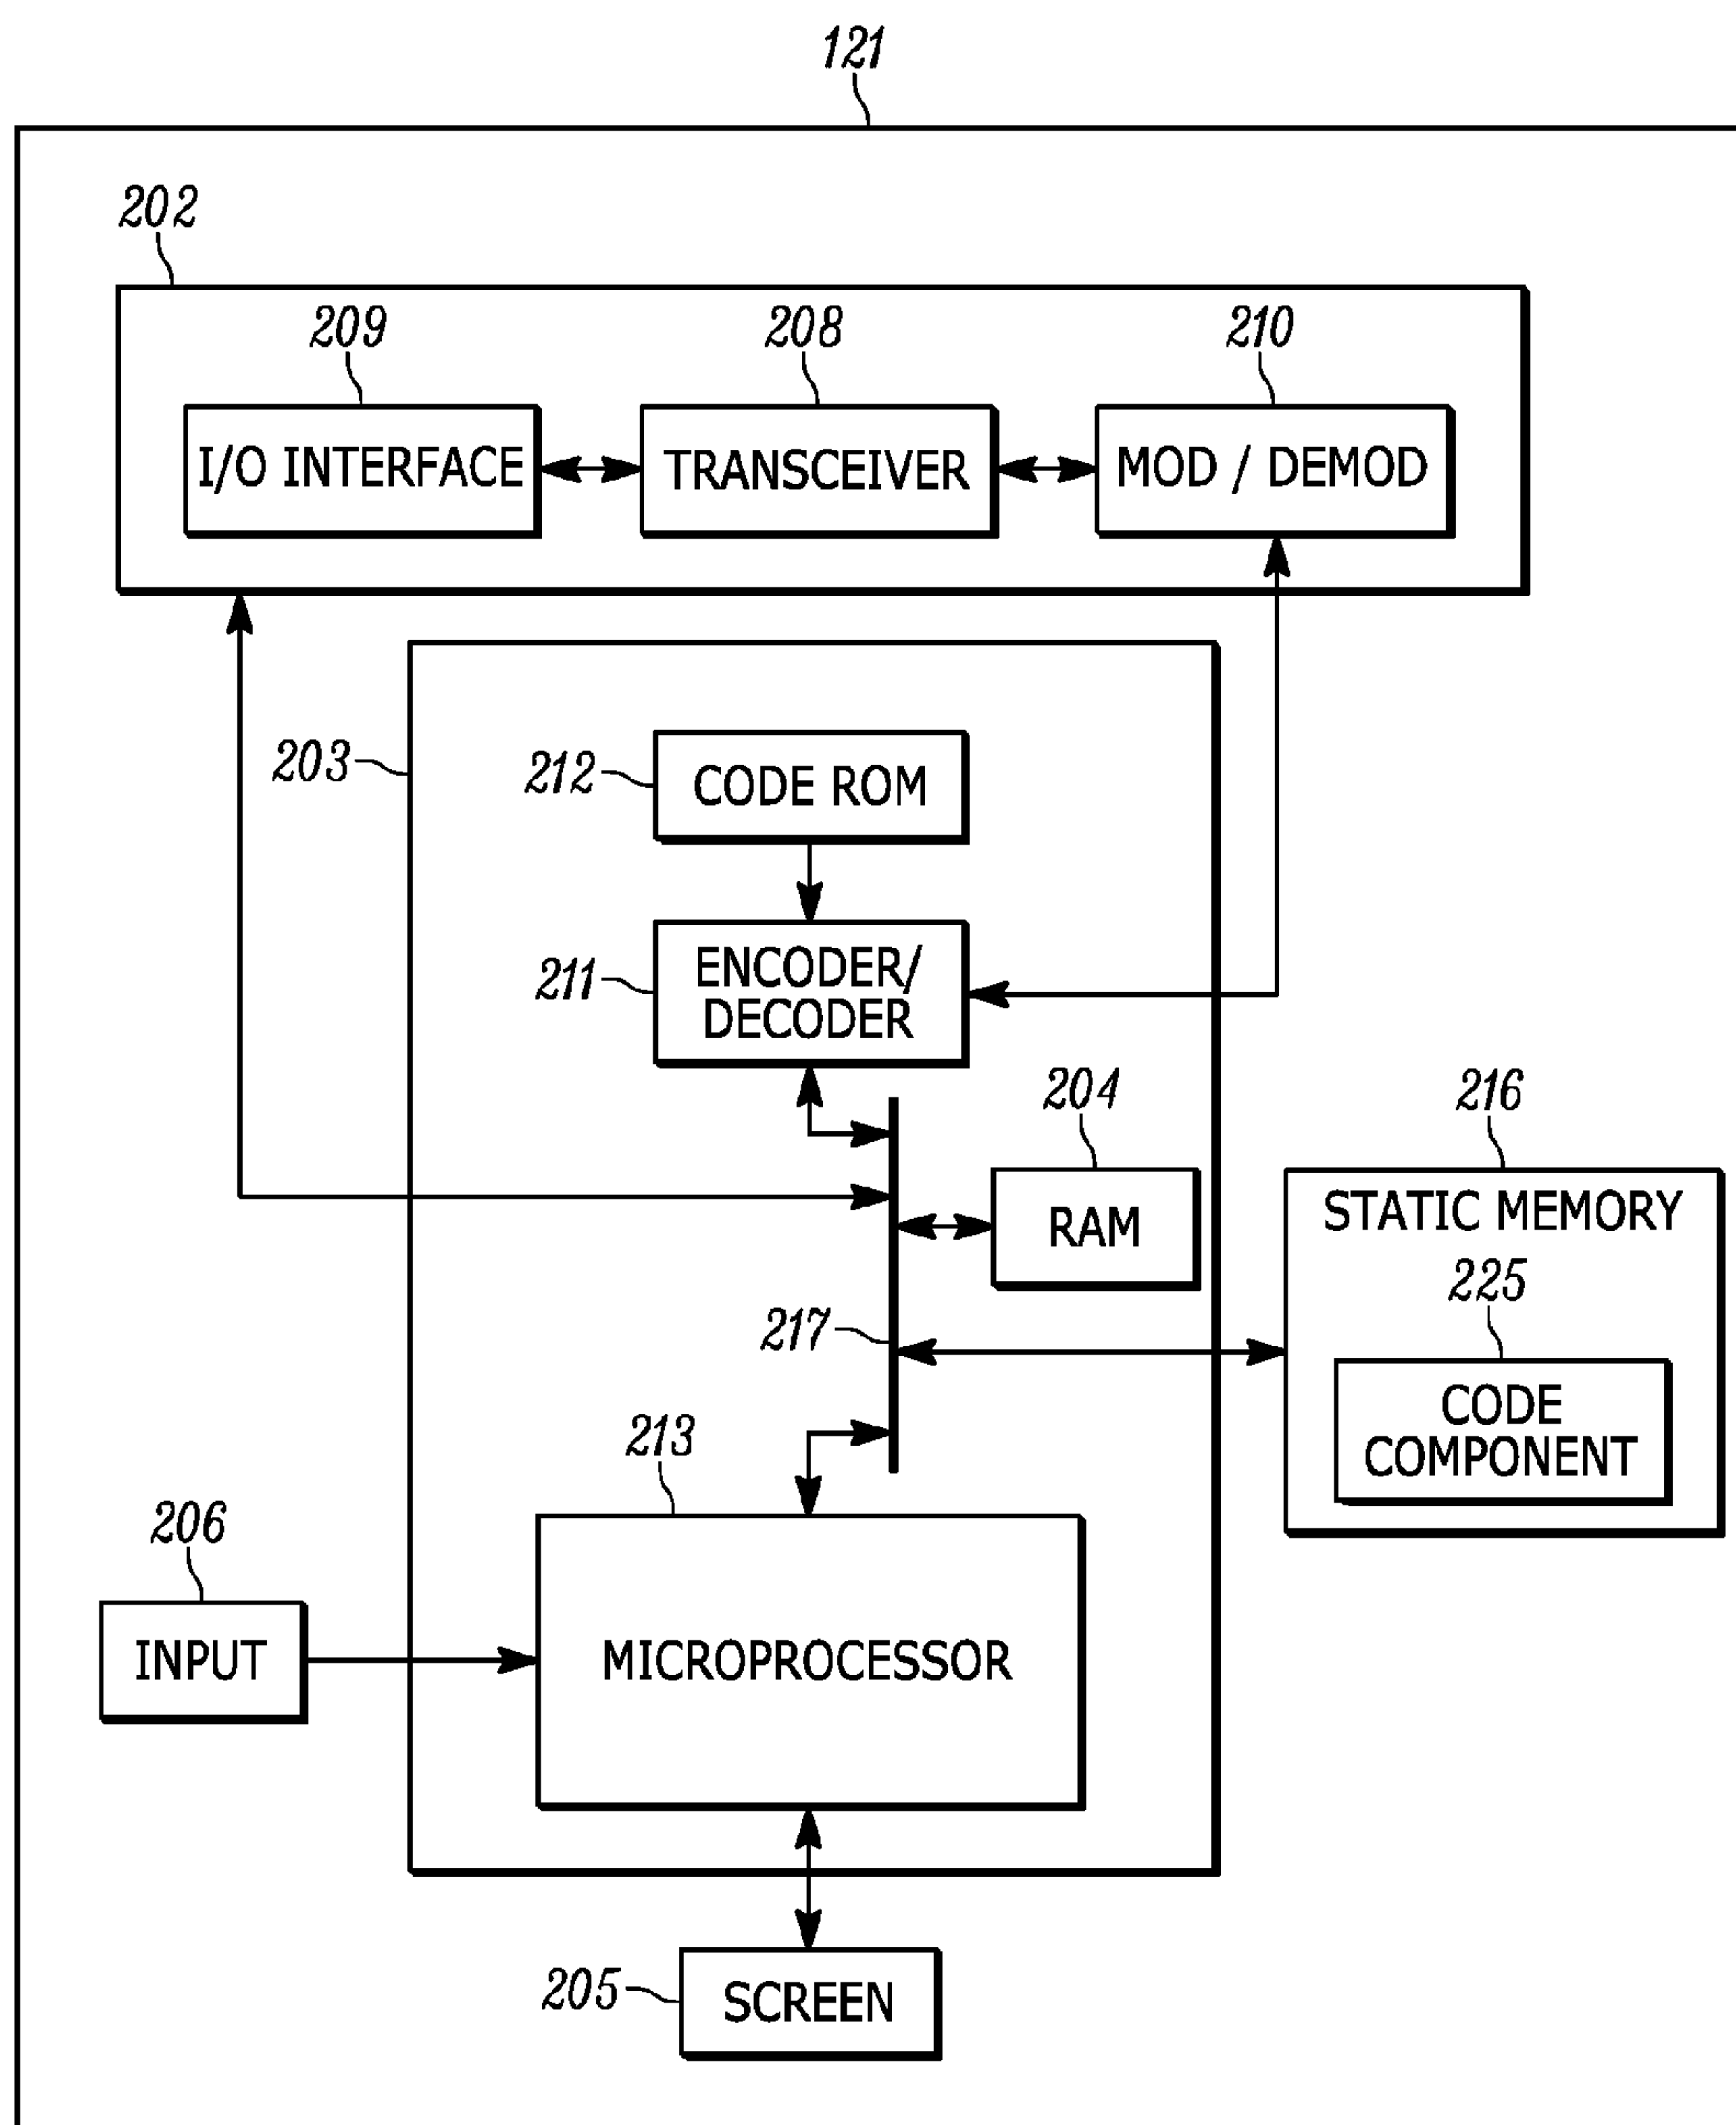 121
202
209
208
210
I/O INTERFACE
TRANSCEIVER
MOD / DEMOD
203
212
CODE ROM
211
ENCODER/
DECODER
204
216
RAM
STATIC MEMORY
225
217
CODE
COMPONENT
213
206
INPUT
MICROPROCESSOR
205
SCREEN